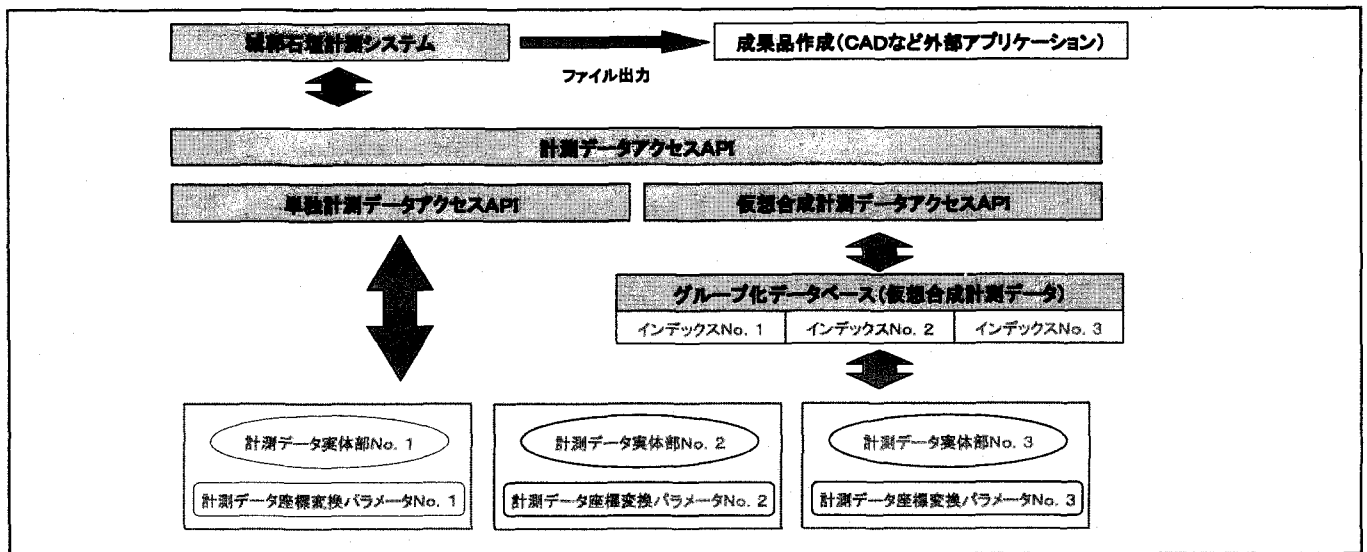 城郭石垣計測システム
成果品作成(CADなど外部アプリケーション)
ファイル出力
計測データアクセスAPI
単独計測データアクセスAPI
仮想合成計測データアクセスAPI
グループ化データベース(仮想合成計測データ)
インデックスNo. 1
インデックスNo. 2
インデックスNo. 3
計測データ実体部No. 1
計測データ実体部No. 2
計測データ実体部No. 3
計測データ座標変換パラメータNo. 1
計測データ座標変換パラメータNo. 2
計測データ座標変換パラメータNo. 3